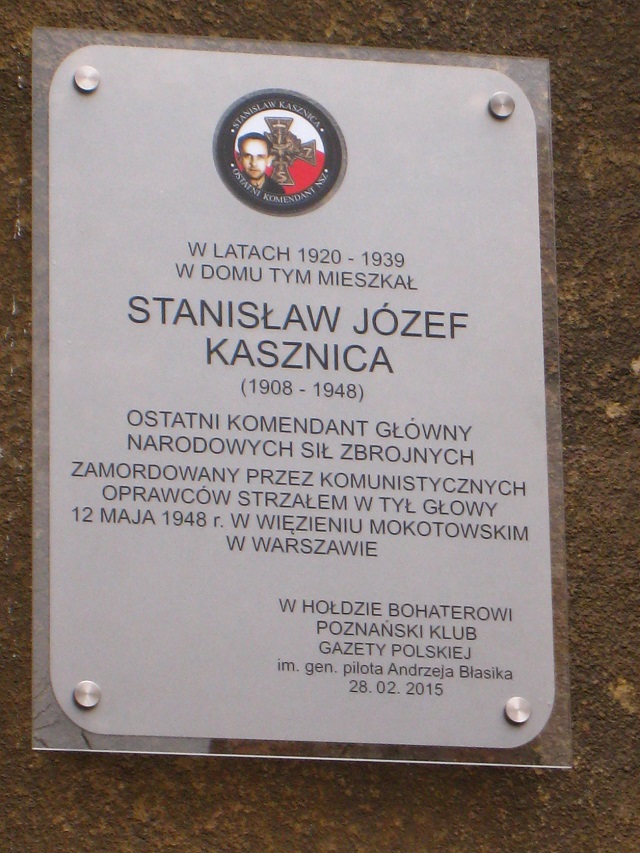 • STANISŁAW KASZNICA •
OSTATNI KOMENDANT NSZ
W LATACH 1920 - 1939
W DOMU TYM MIESZKAŁ
STANISŁAW JÓZEF
KASZNICA
(1908 - 1948)
OSTATNI KOMENDANT GŁÓWNY
NARODOWYCH SIŁ ZBROJNYCH
ZAMORDOWANY PRZEZ KOMUNISTYCZNYCH
OPRAWCÓW STRZAŁEM W TYŁ GŁOWY
12 MAJA 1948 r. W WIĘZIENIU MOKOTOWSKIM
W WARSZAWIE
W HOŁDZIE BOHATEROWI
POZNAŃSKI KLUB
GAZETY POLSKIEJ
im. gen. pilota Andrzeja Błasika
28. 02. 2015